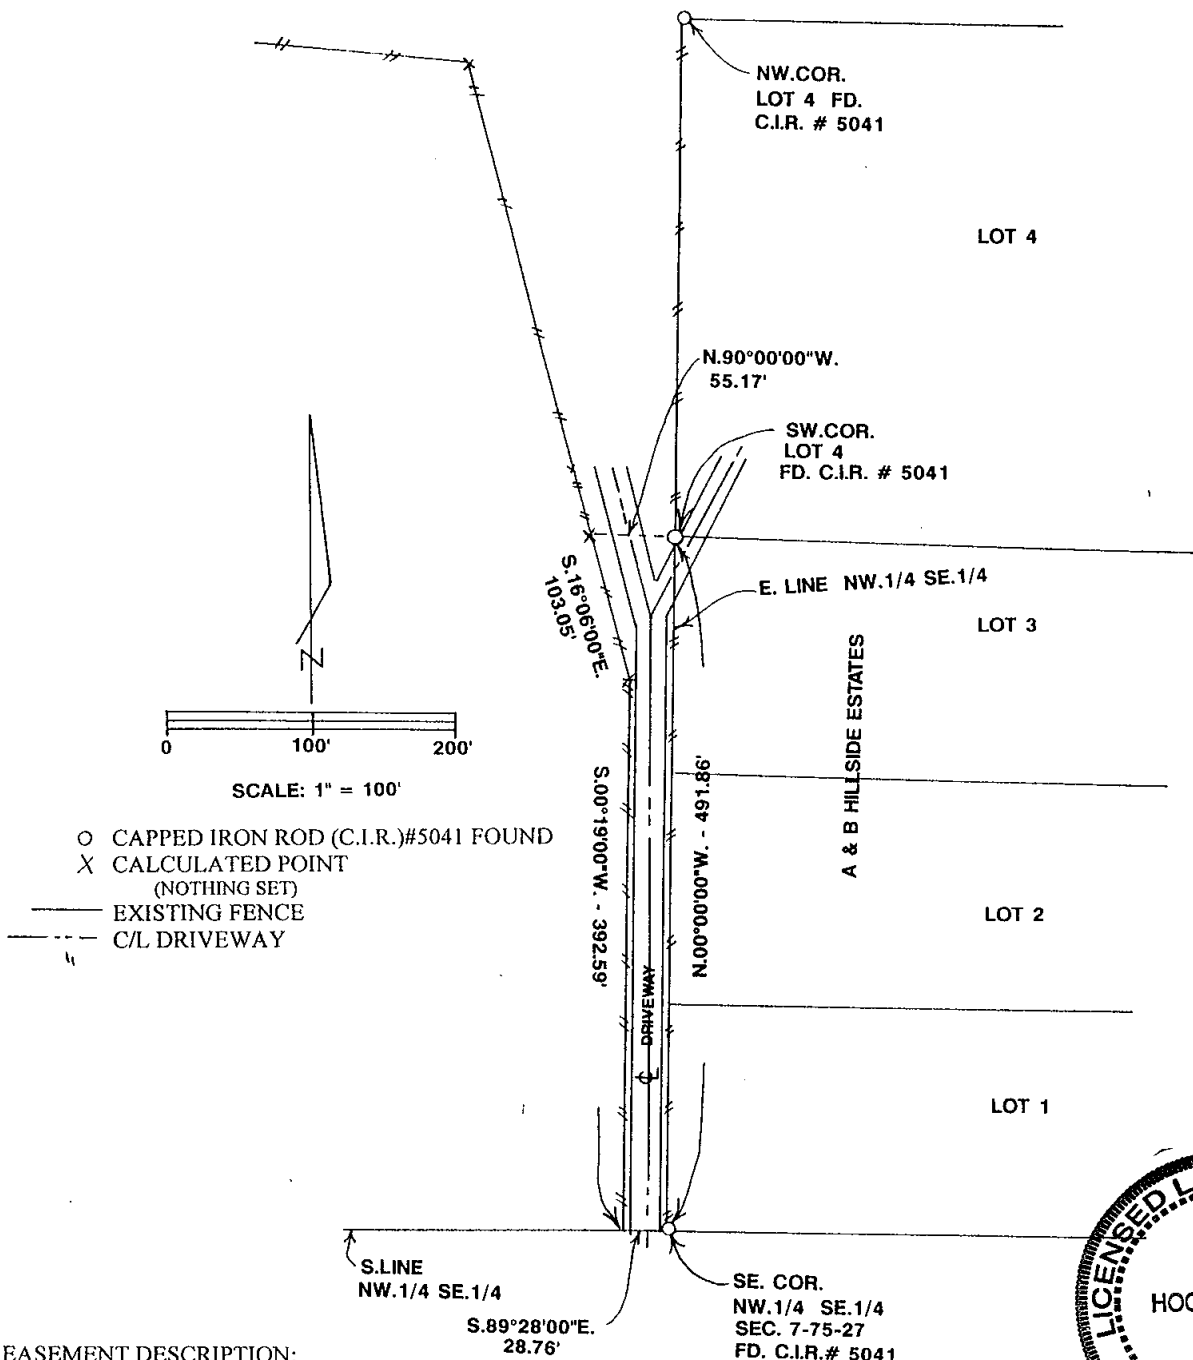 NW.COR.
LOT 4 FD.
C.I.R. # 5041
LOT 4
N.90°00'00"W.
55.17'
SW.COR.
LOT 4
FD. C.I.R. # 5041
S.16°06'00"E.
103.05'
E. LINE NW.1/4 SE.1/4
LOT 3
A & B HILLSIDE ESTATES
N
0 100' 200'
SCALE: 1" = 100'
O CAPPED IRON ROD (C.I.R.)#5041 FOUND
X CALCULATED POINT
(NOTHING SET)
EXISTING FENCE
C/L DRIVEWAY
S.00°19'00"W. - 392.59'
N.00°00'00"W. - 491.86'
LOT 2
DRIVEWAY
CL
LOT 1
S.LINE
NW.1/4 SE.1/4
S.89°28'00"E.
28.76'
SE. COR.
NW.1/4 SE.1/4
SEC. 7-75-27
FD. C.I.R.# 5041
LICENSED L
HOO
EASEMENT DESCRIPTION: